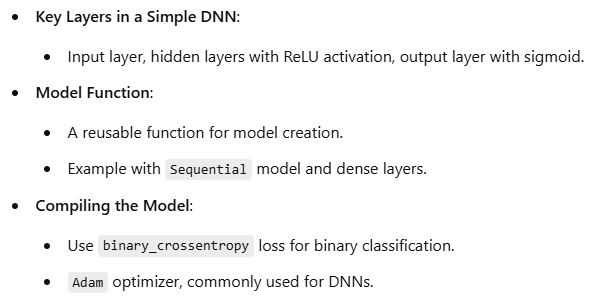 Key Layers in a Simple DNN:
Input layer, hidden layers with ReLU activation, output layer with sigmoid.
Model Function:
A reusable function for model creation.
Example with Sequential model and dense layers.
Compiling the Model:
Use binary_crossentropy loss for binary classification.
Adam optimizer, commonly used for DNNs.